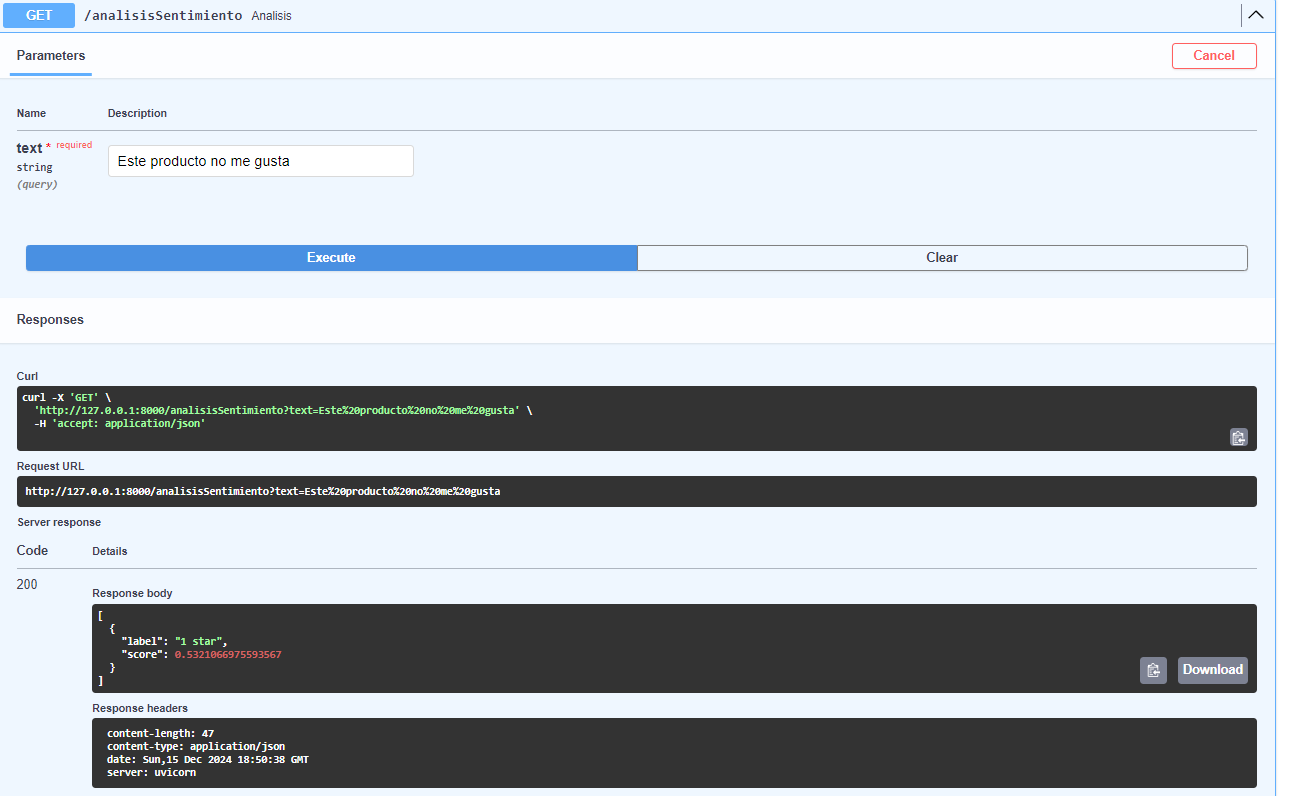 GET /analisisSentimiento Analisis
Parameters
Cancel
Name Description
text * required
string
(query)
Este producto no me gusta
Execute
Clear
Responses
Curl
curl -X 'GET' \
'http://127.0.0.1:8000/analisisSentimiento?text=Este%20producto%20no%20me%20gusta' \
-H 'accept: application/json'
Request URL
http://127.0.0.1:8000/analisisSentimiento?text=Este%20producto%20no%20me%20gusta
Server response
Code Details
200
Response body
[
{
"label": "1 star",
"score": 0.5321066975593567
}
]
Download
Response headers
content-length: 47
content-type: application/json
date: Sun,15 Dec 2024 18:50:38 GMT
server: uvicorn